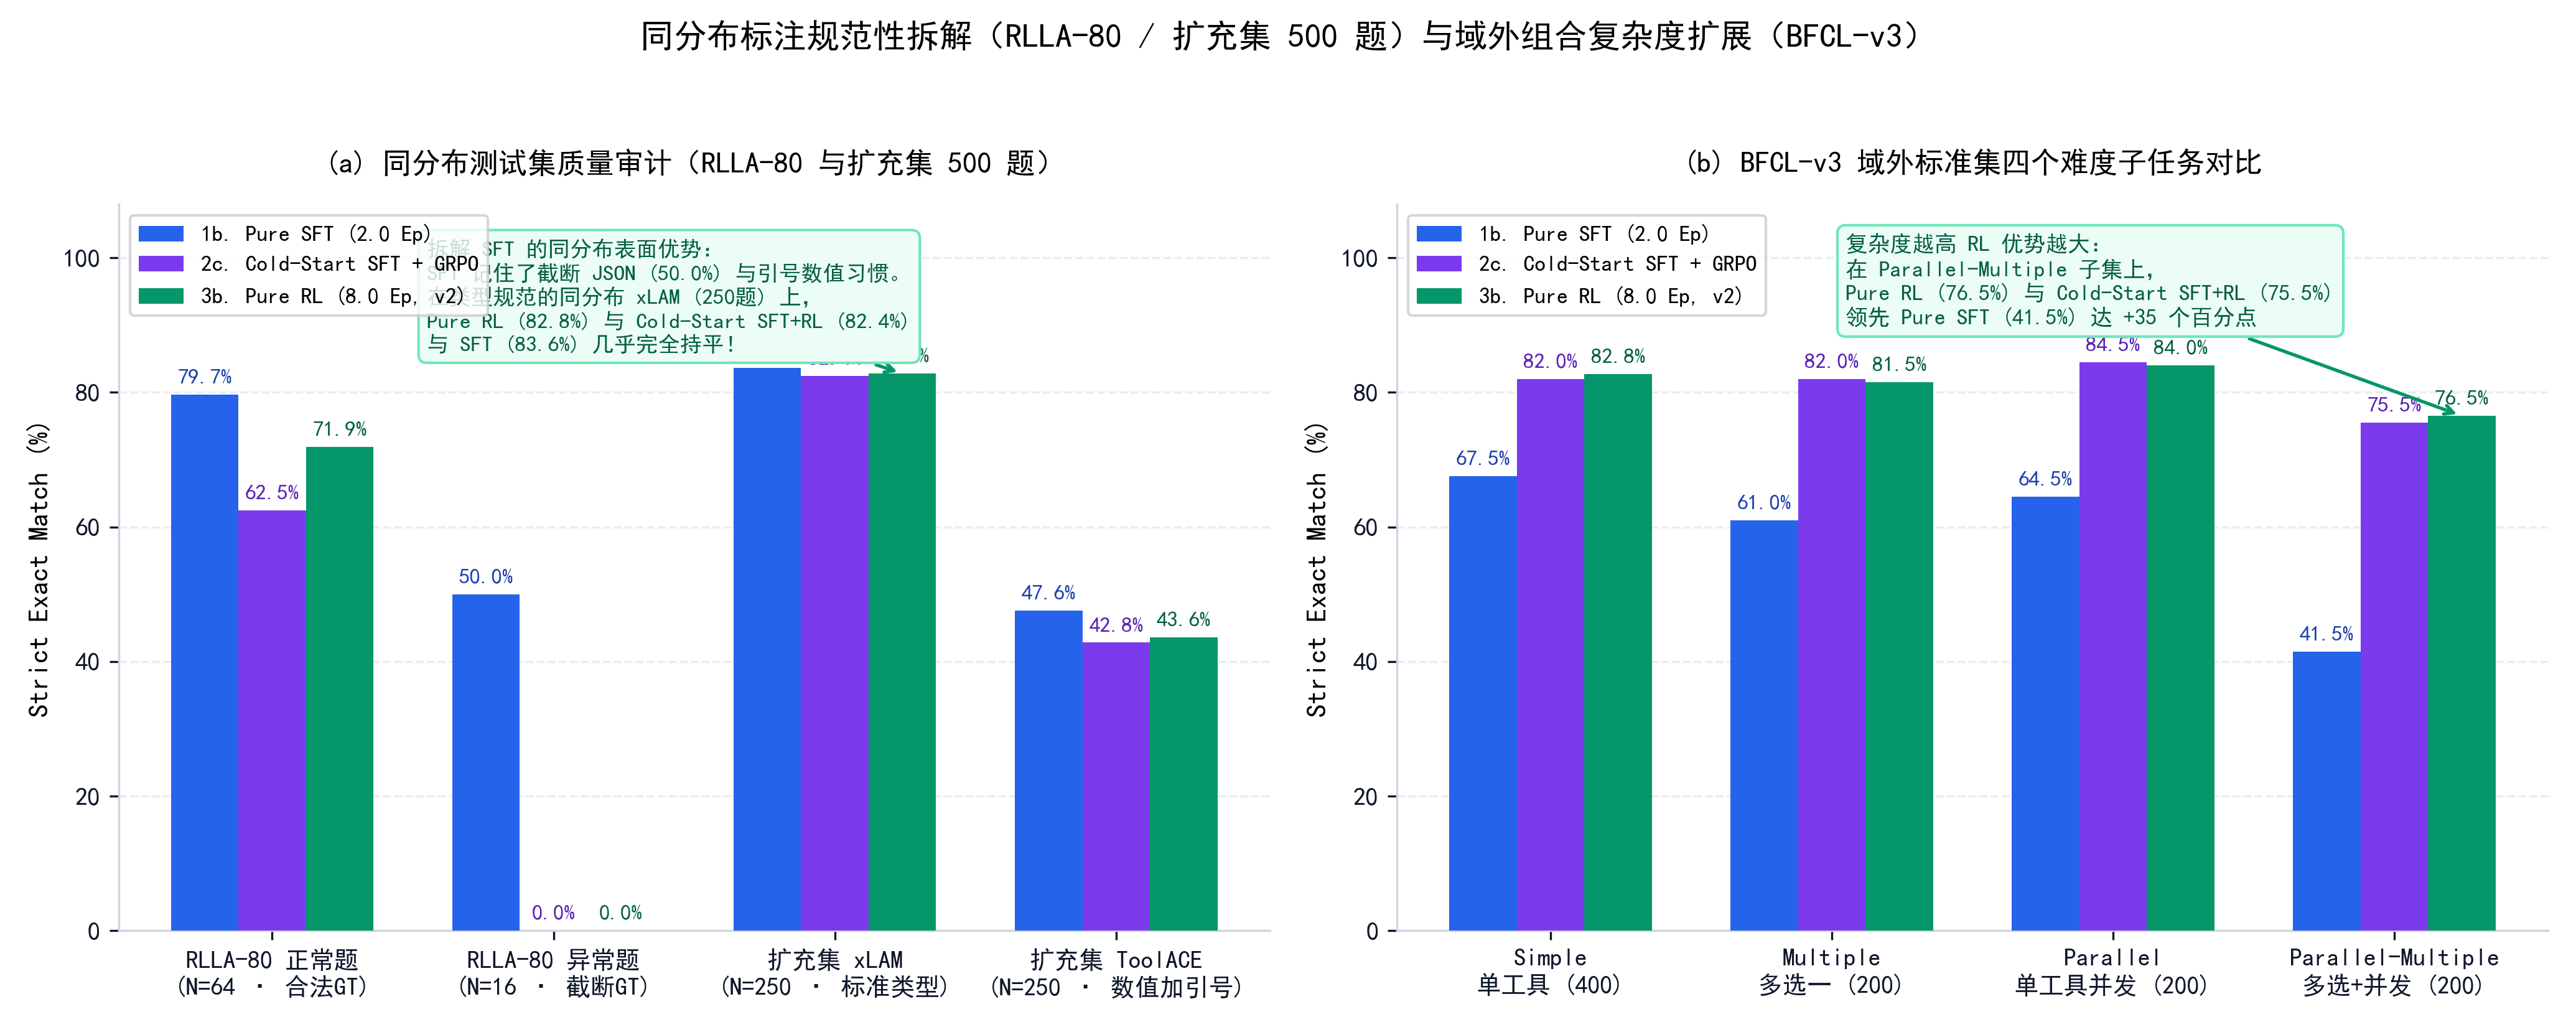 同分布标注规范性拆解（RLLA-80 / 扩充集 500 题）与域外组合复杂度扩展（BFCL-v3）
(a) 同分布测试集质量审计（RLLA-80 与扩充集 500 题）
1b. Pure SFT (2.0 Ep)
2c. Cold-Start SFT + GRPO
3b. Pure RL (8.0 Ep, v2)
拆解 SFT 的同分布表面优势：
SFT 记住了截断 JSON (50.0%) 与引号数值习惯。
在类型规范的同分布 xLAM (250题) 上，
Pure RL (82.8%) 与 Cold-Start SFT+RL (82.4%)
与 SFT (83.6%) 几乎完全持平！
Strict Exact Match (%)
100
80
60
40
20
0
79.7%
62.5%
71.9%
50.0%
0.0%
0.0%
47.6%
42.8%
43.6%
RLLA-80 正常题
(N=64 · 合法GT)
RLLA-80 异常题
(N=16 · 截断GT)
扩充集 xLAM
(N=250 · 标准类型)
扩充集 ToolACE
(N=250 · 数值加引号)
(b) BFCL-v3 域外标准集四个难度子任务对比
1b. Pure SFT (2.0 Ep)
2c. Cold-Start SFT + GRPO
3b. Pure RL (8.0 Ep, v2)
复杂度越高 RL 优势越大：
在 Parallel-Multiple 子集上，
Pure RL (76.5%) 与 Cold-Start SFT+RL (75.5%)
领先 Pure SFT (41.5%) 达 +35 个百分点
Strict Exact Match (%)
100
80
60
40
20
0
67.5%
82.0%
82.8%
61.0%
82.0%
81.5%
64.5%
84.5%
84.0%
41.5%
75.5%
76.5%
Simple
单工具 (400)
Multiple
多选一 (200)
Parallel
单工具并发 (200)
Parallel-Multiple
多选+并发 (200)